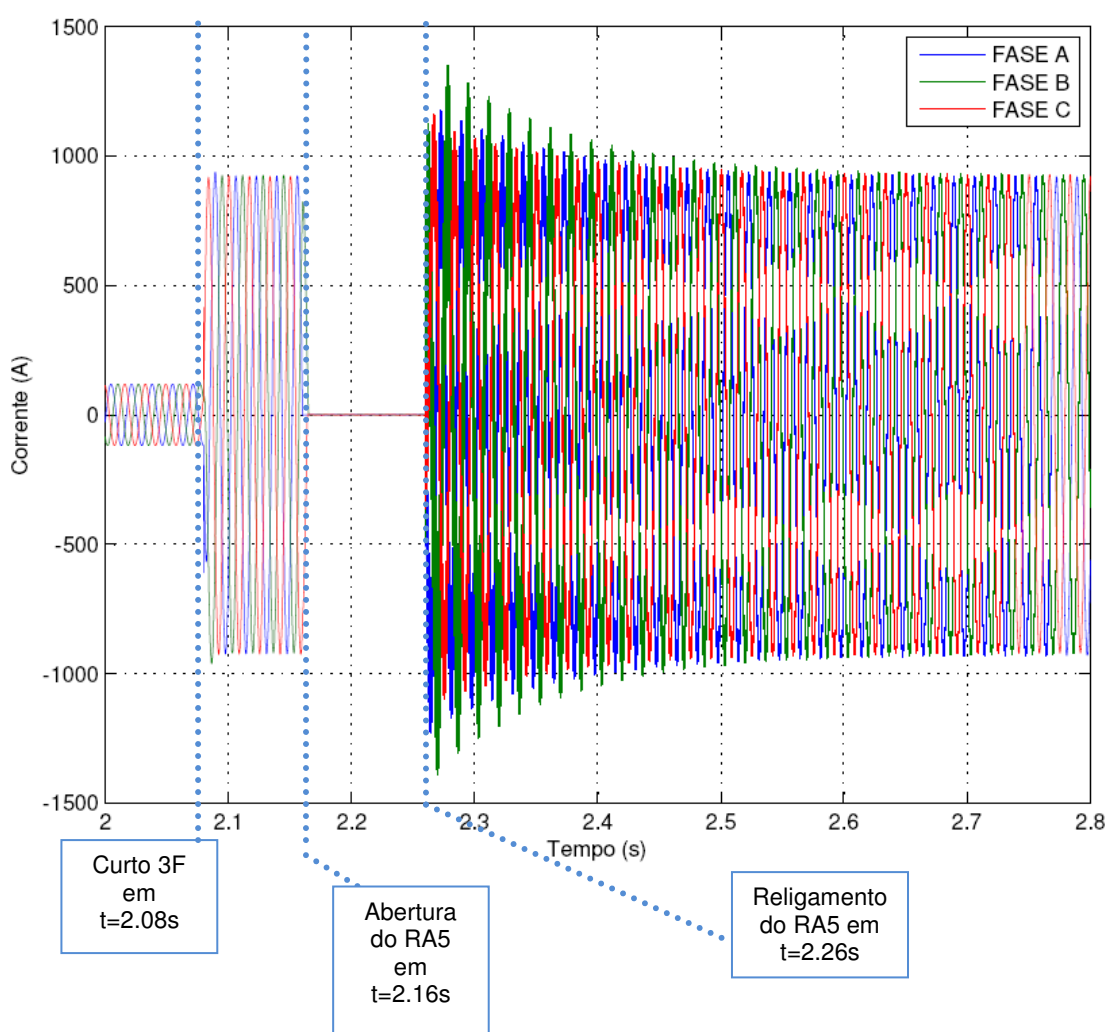 1500
1000
500
0
-500
-1000
-1500
Corrente (A)
FASE A
FASE B
FASE C
2
2.1
2.2
2.3
2.4
2.5
2.6
2.7
2.8
Tempo (s)
Curto 3F
em
t=2.08s
Abertura
do RA5
em
t=2.16s
Religamento
do RA5 em
t=2.26s